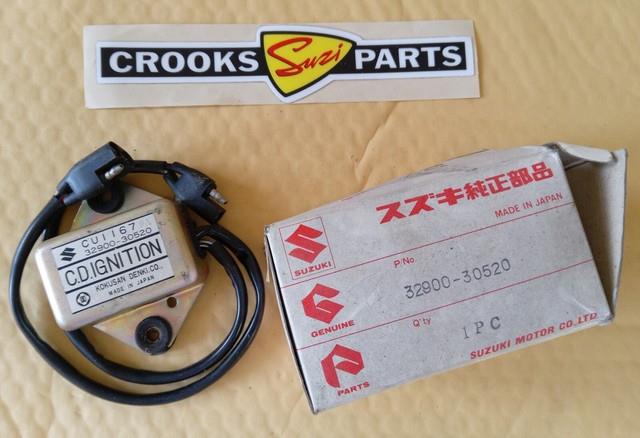 CROOKS Suzi PARTS
CU1167
32900-30520
C.D.IGNITION
KOKUSAN DENKI.CO.,
MADE IN JAPAN
スズキ純正部品
MADE IN JAPAN
SUZUKI
P/No.
32900-30520
GENUINE
Q'ty
1PC
PARTS
SUZUKI MOTOR CO.,LTD